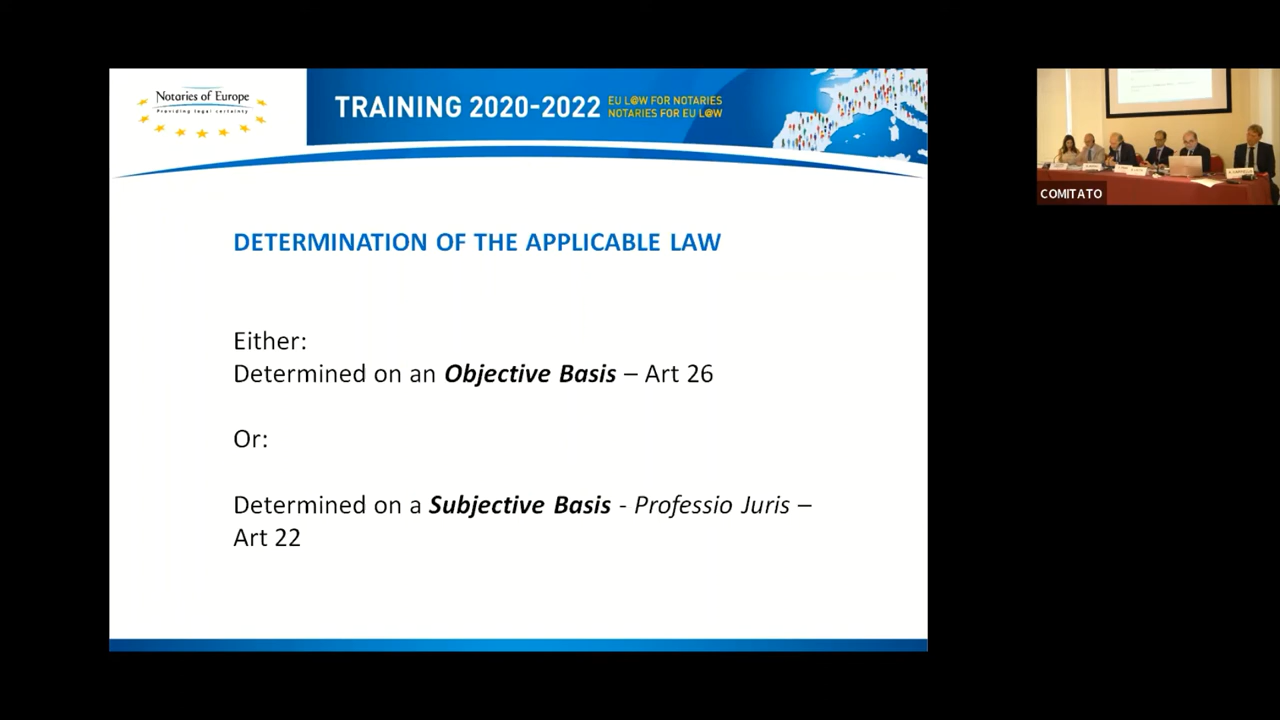 Notaries of Europe
Providing legal certainty
TRAINING 2020-2022
EU L@W FOR NOTARIES
NOTARIES FOR EU L@W
COMITATO
DETERMINATION OF THE APPLICABLE LAW
Either:
Determined on an Objective Basis – Art 26
Or:
Determined on a Subjective Basis - Professio Juris –
Art 22